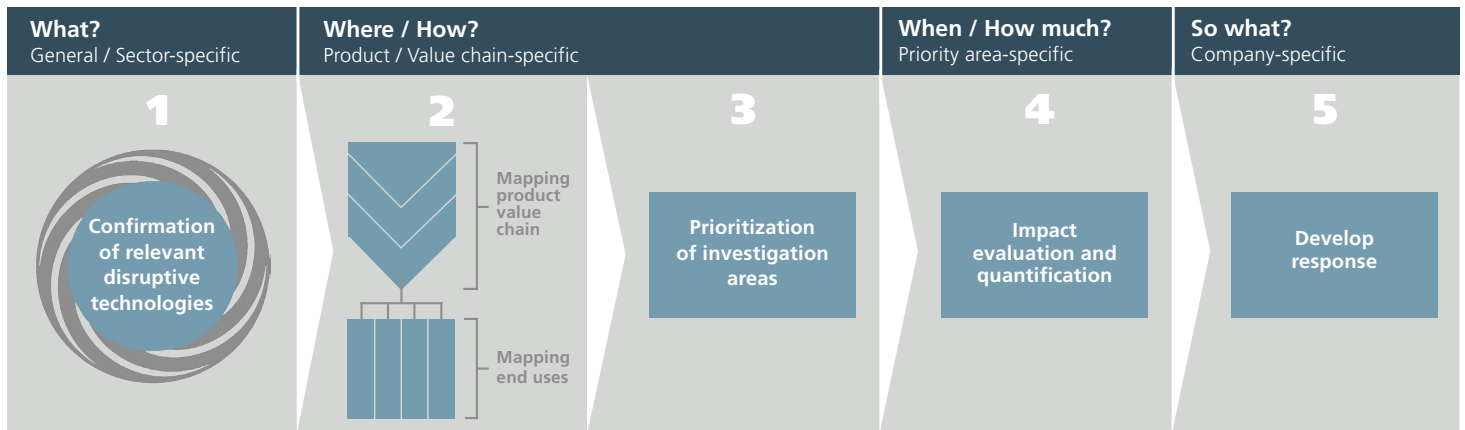 What?
General / Sector-specific
Where / How?
Product / Value chain-specific
When / How much?
Priority area-specific
So what?
Company-specific
1
Confirmation
of relevant
disruptive
technologies
2
Mapping
product
value
chain
Mapping
end uses
3
Prioritization
of investigation
areas
4
Impact
evaluation and
quantification
5
Develop
response